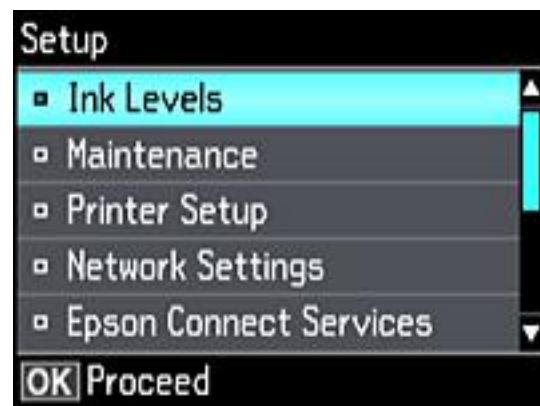 Setup
Ink Levels
Maintenance
Printer Setup
Network Settings
Epson Connect Services
OK Proceed